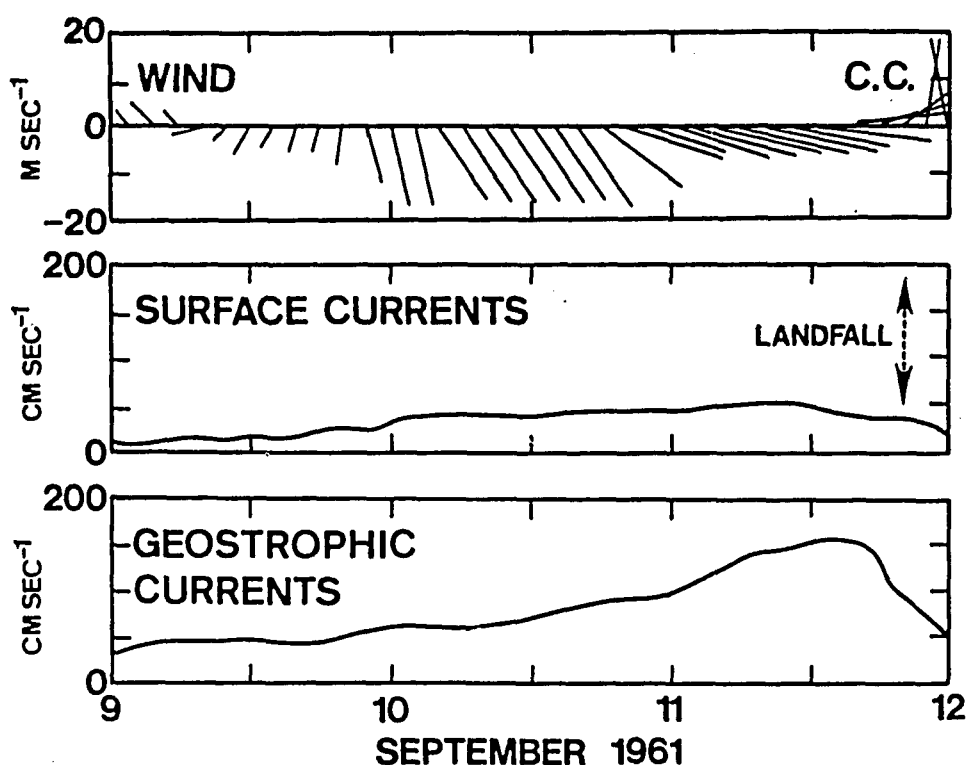 20
WIND
C.C.
M SEC⁻¹
0
−20
200
SURFACE CURRENTS
CM SEC⁻¹
LANDFALL
0
200
GEOSTROPHIC
CURRENTS
CM SEC⁻¹
0
9 10 11 12
SEPTEMBER 1961